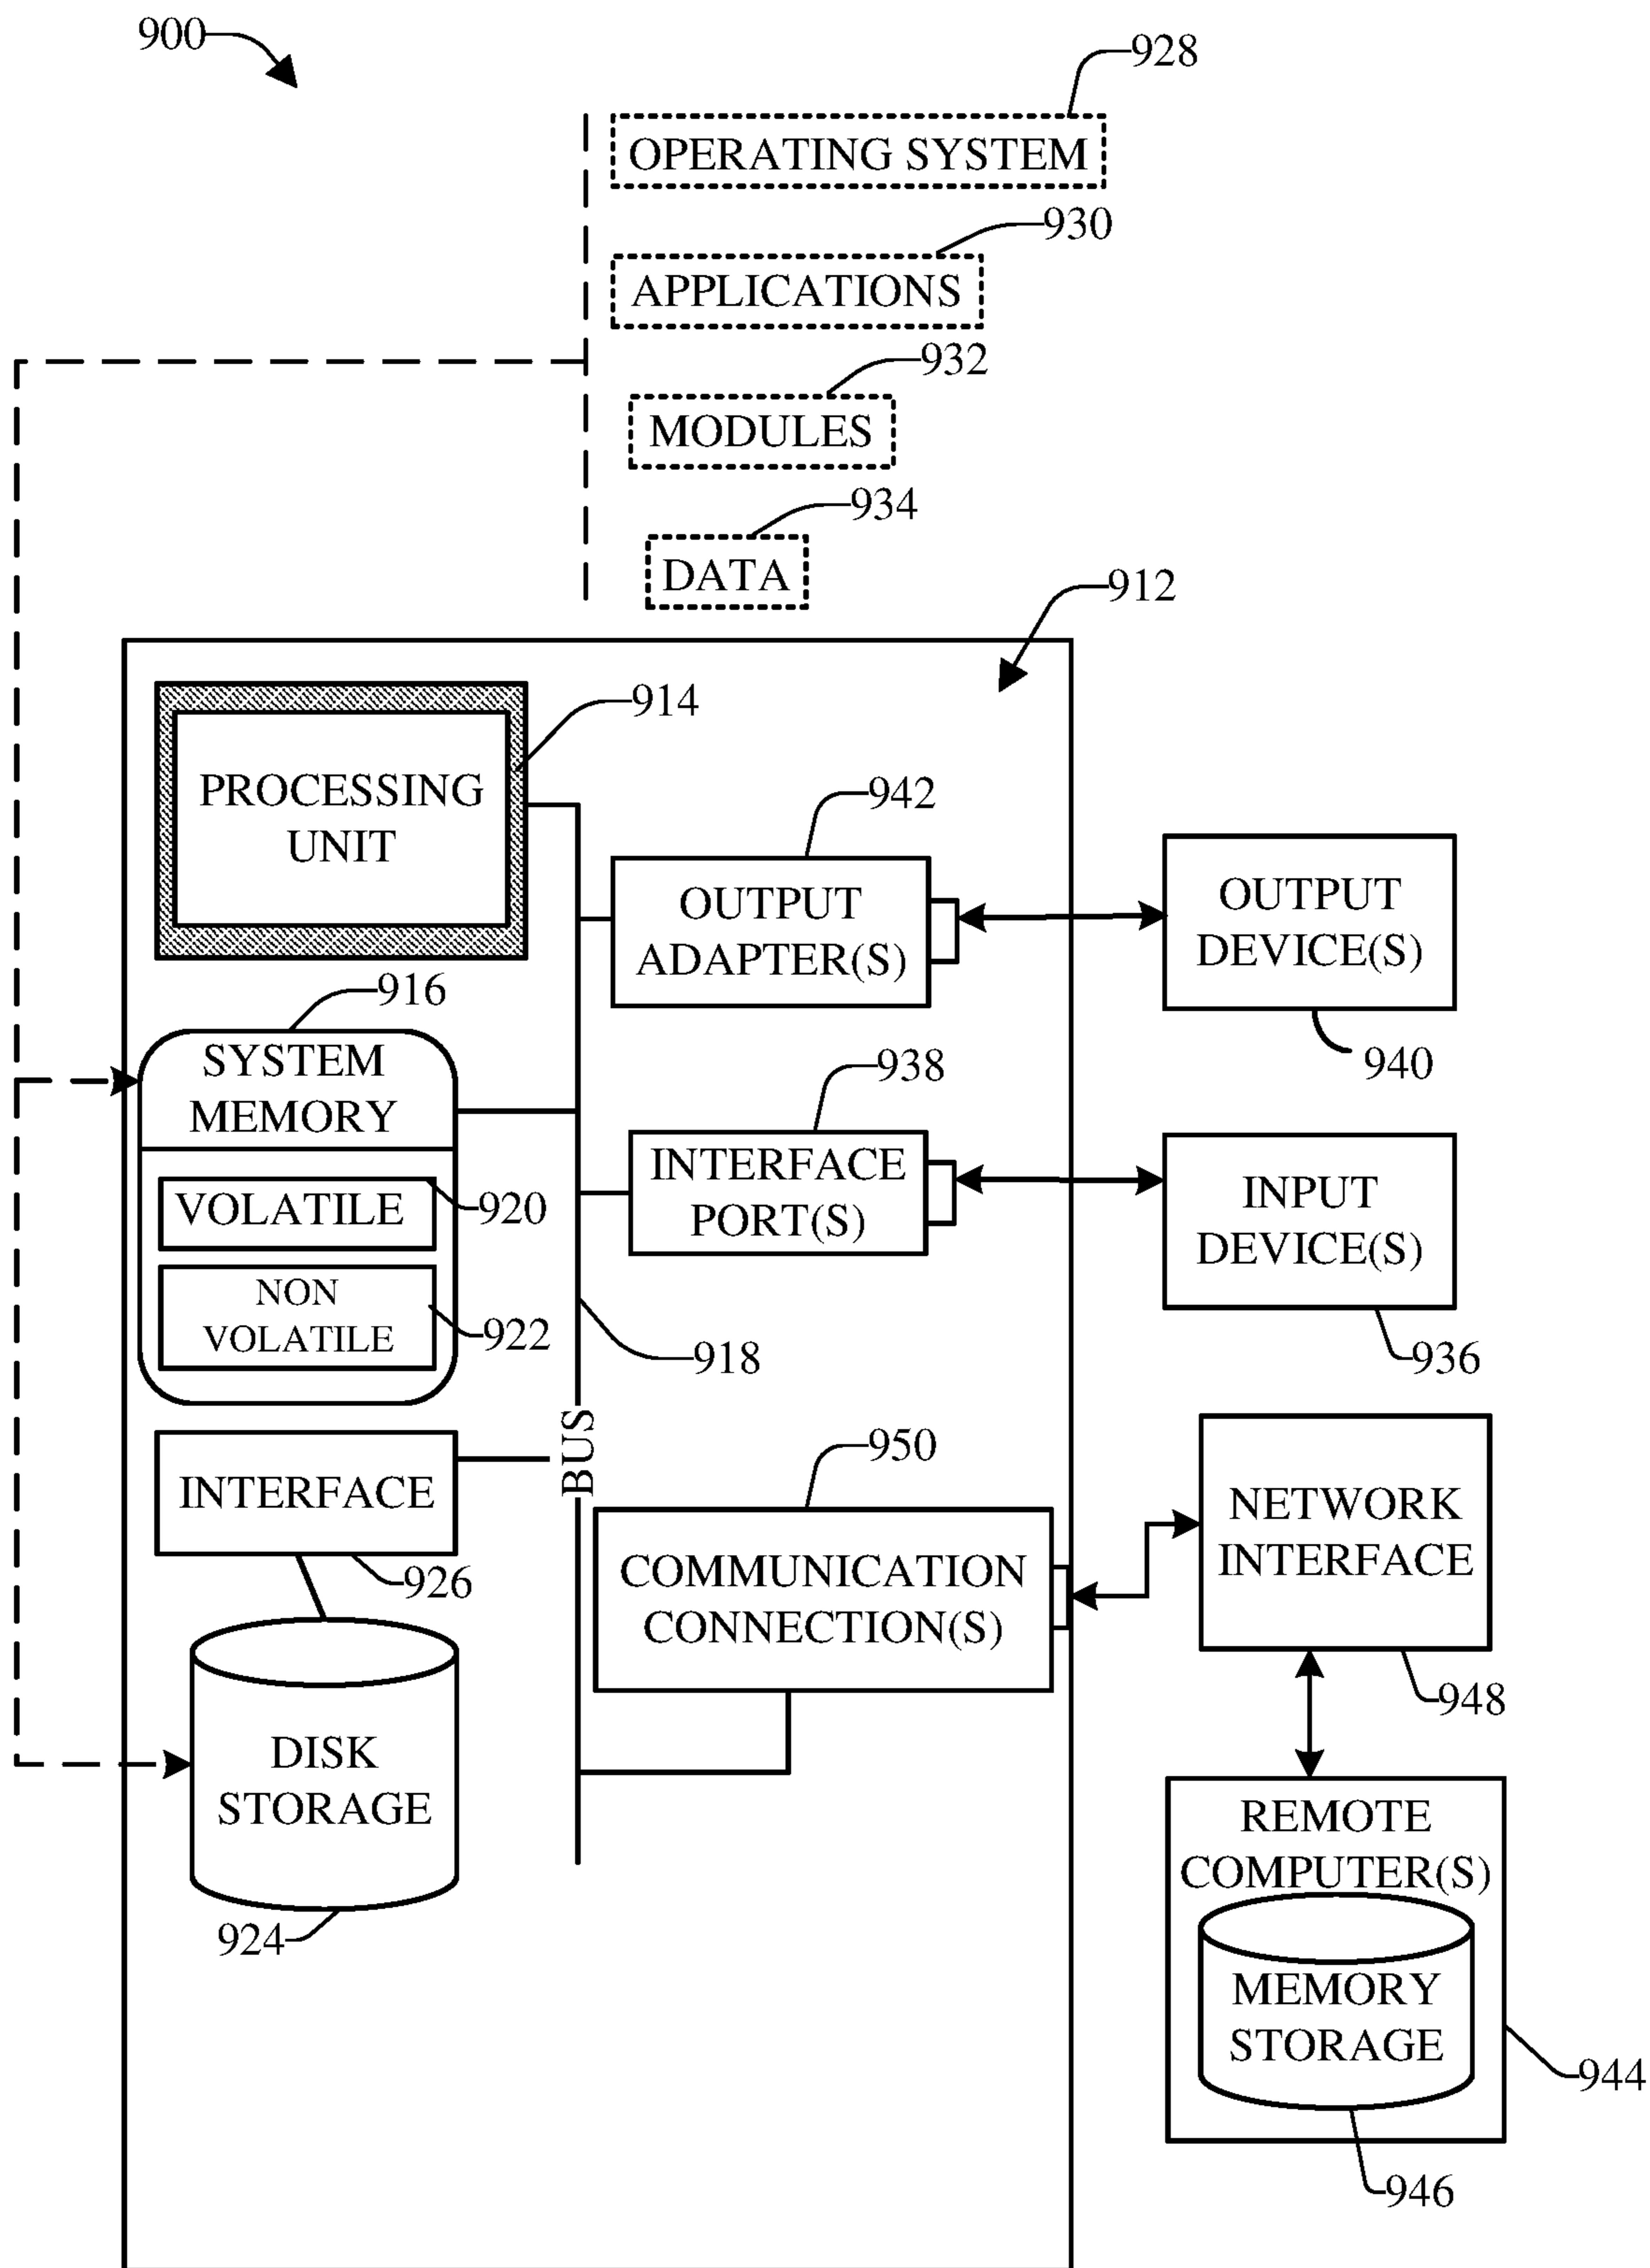 900
928
OPERATING SYSTEM
930
APPLICATIONS
932
MODULES
934
DATA
912
914
PROCESSING
UNIT
942
OUTPUT
ADAPTER(S)
OUTPUT
DEVICE(S)
940
916
SYSTEM
MEMORY
VOLATILE
920
NON
VOLATILE
922
938
INTERFACE
PORT(S)
INPUT
DEVICE(S)
936
918
BUS
INTERFACE
926
950
COMMUNICATION
CONNECTION(S)
NETWORK
INTERFACE
948
DISK
STORAGE
924
REMOTE
COMPUTER(S)
MEMORY
STORAGE
944
946